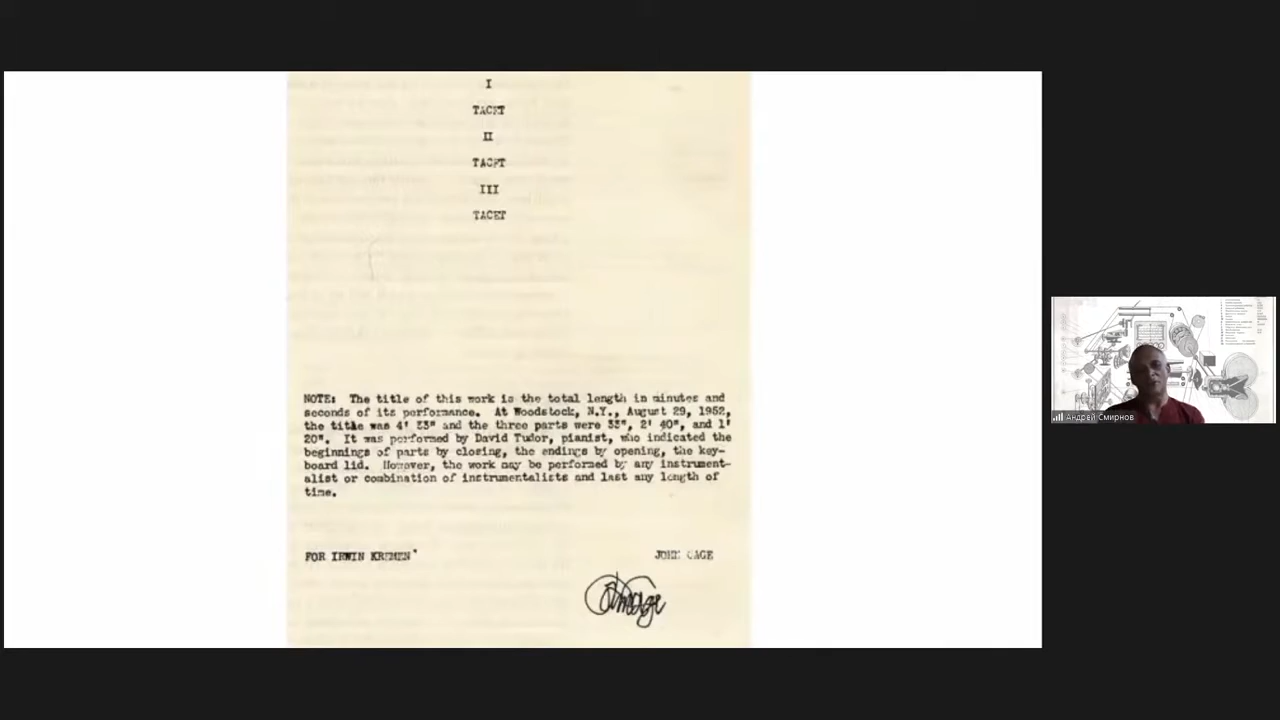 I
TACET
II
TACET
III
TACET
NOTE: The title of this work is the total length in minutes and
seconds of its performance. At Woodstock, N.Y., August 29, 1952,
the title was 4' 33" and the three parts were 33", 2' 40", and 1'
20". It was performed by David Tudor, pianist, who indicated the
beginnings of parts by closing, the endings by opening, the key-
board lid. However, the work may be performed by any instrument-
alist or combination of instrumentalists and last any length of
time.
FOR IRWIN KREMEN
JOHN CAGE
Андрей Смирнов